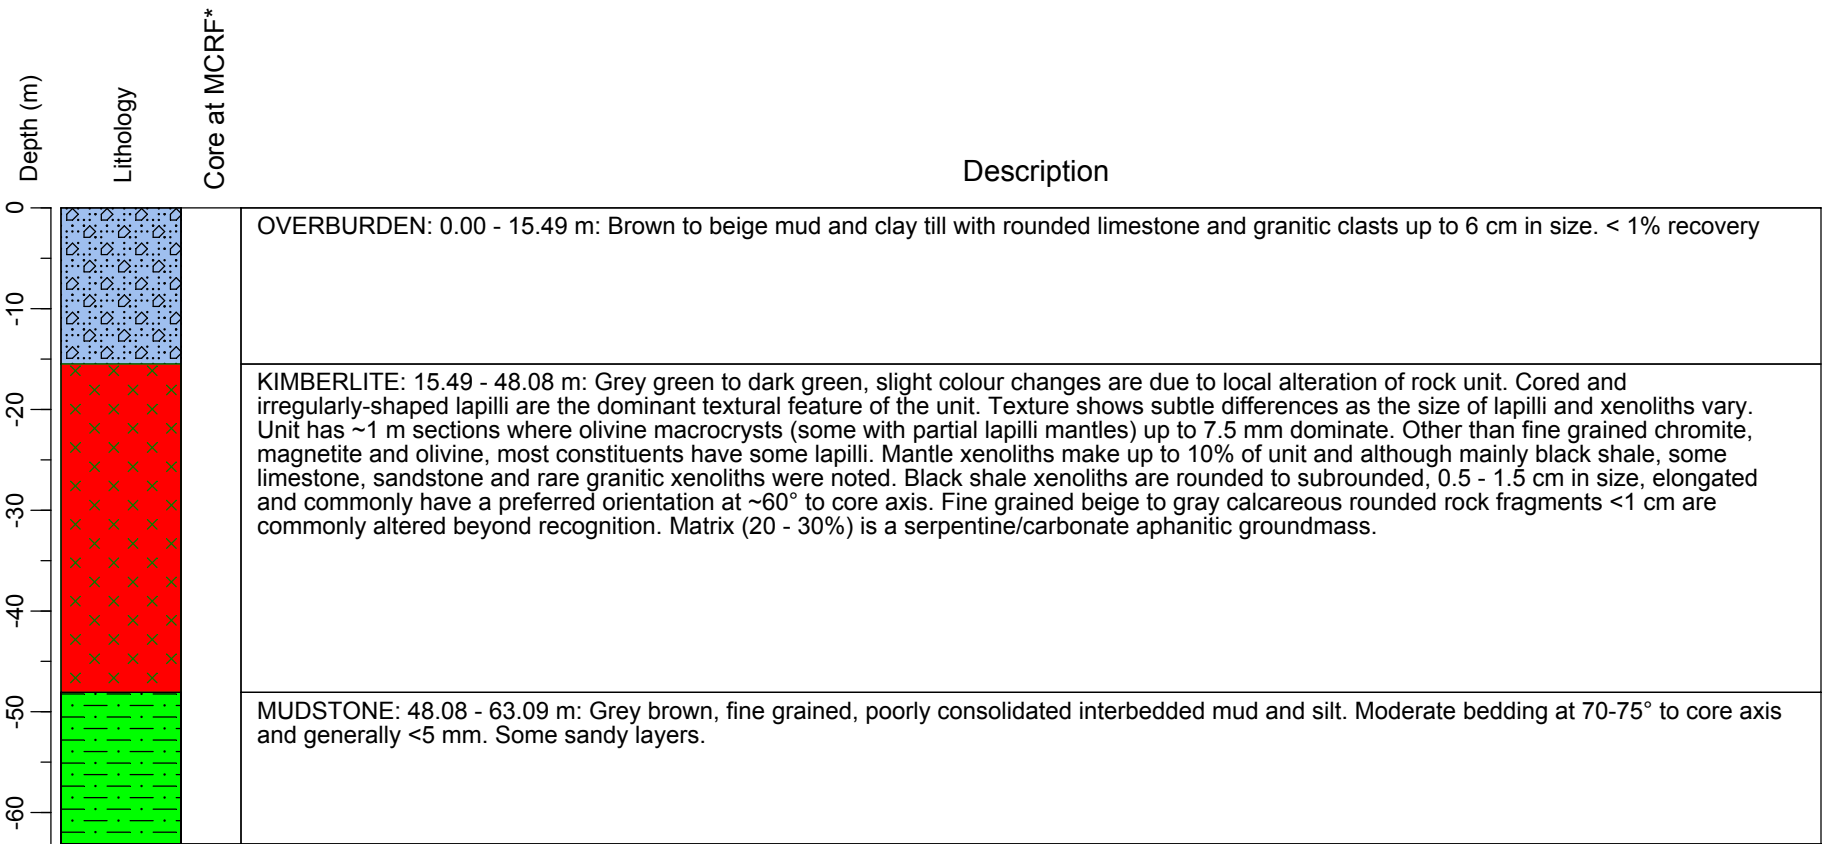 Depth (m)
Lithology
Core at MCRF*
Description
0
OVERBURDEN: 0.00 - 15.49 m: Brown to beige mud and clay till with rounded limestone and granitic clasts up to 6 cm in size. < 1% recovery
-10
KIMBERLITE: 15.49 - 48.08 m: Grey green to dark green, slight colour changes are due to local alteration of rock unit. Cored and
irregularly-shaped lapilli are the dominant textural feature of the unit. Texture shows subtle differences as the size of lapilli and xenoliths vary.
Unit has ~1 m sections where olivine macrocrysts (some with partial lapilli mantles) up to 7.5 mm dominate. Other than fine grained chromite,
magnetite and olivine, most constituents have some lapilli. Mantle xenoliths make up to 10% of unit and although mainly black shale, some
limestone, sandstone and rare granitic xenoliths were noted. Black shale xenoliths are rounded to subrounded, 0.5 - 1.5 cm in size, elongated
and commonly have a preferred orientation at ~60° to core axis. Fine grained beige to gray calcareous rounded rock fragments <1 cm are
commonly altered beyond recognition. Matrix (20 - 30%) is a serpentine/carbonate aphanitic groundmass.
-20
-30
-40
MUDSTONE: 48.08 - 63.09 m: Grey brown, fine grained, poorly consolidated interbedded mud and silt. Moderate bedding at 70-75° to core axis
and generally <5 mm. Some sandy layers.
-50
-60